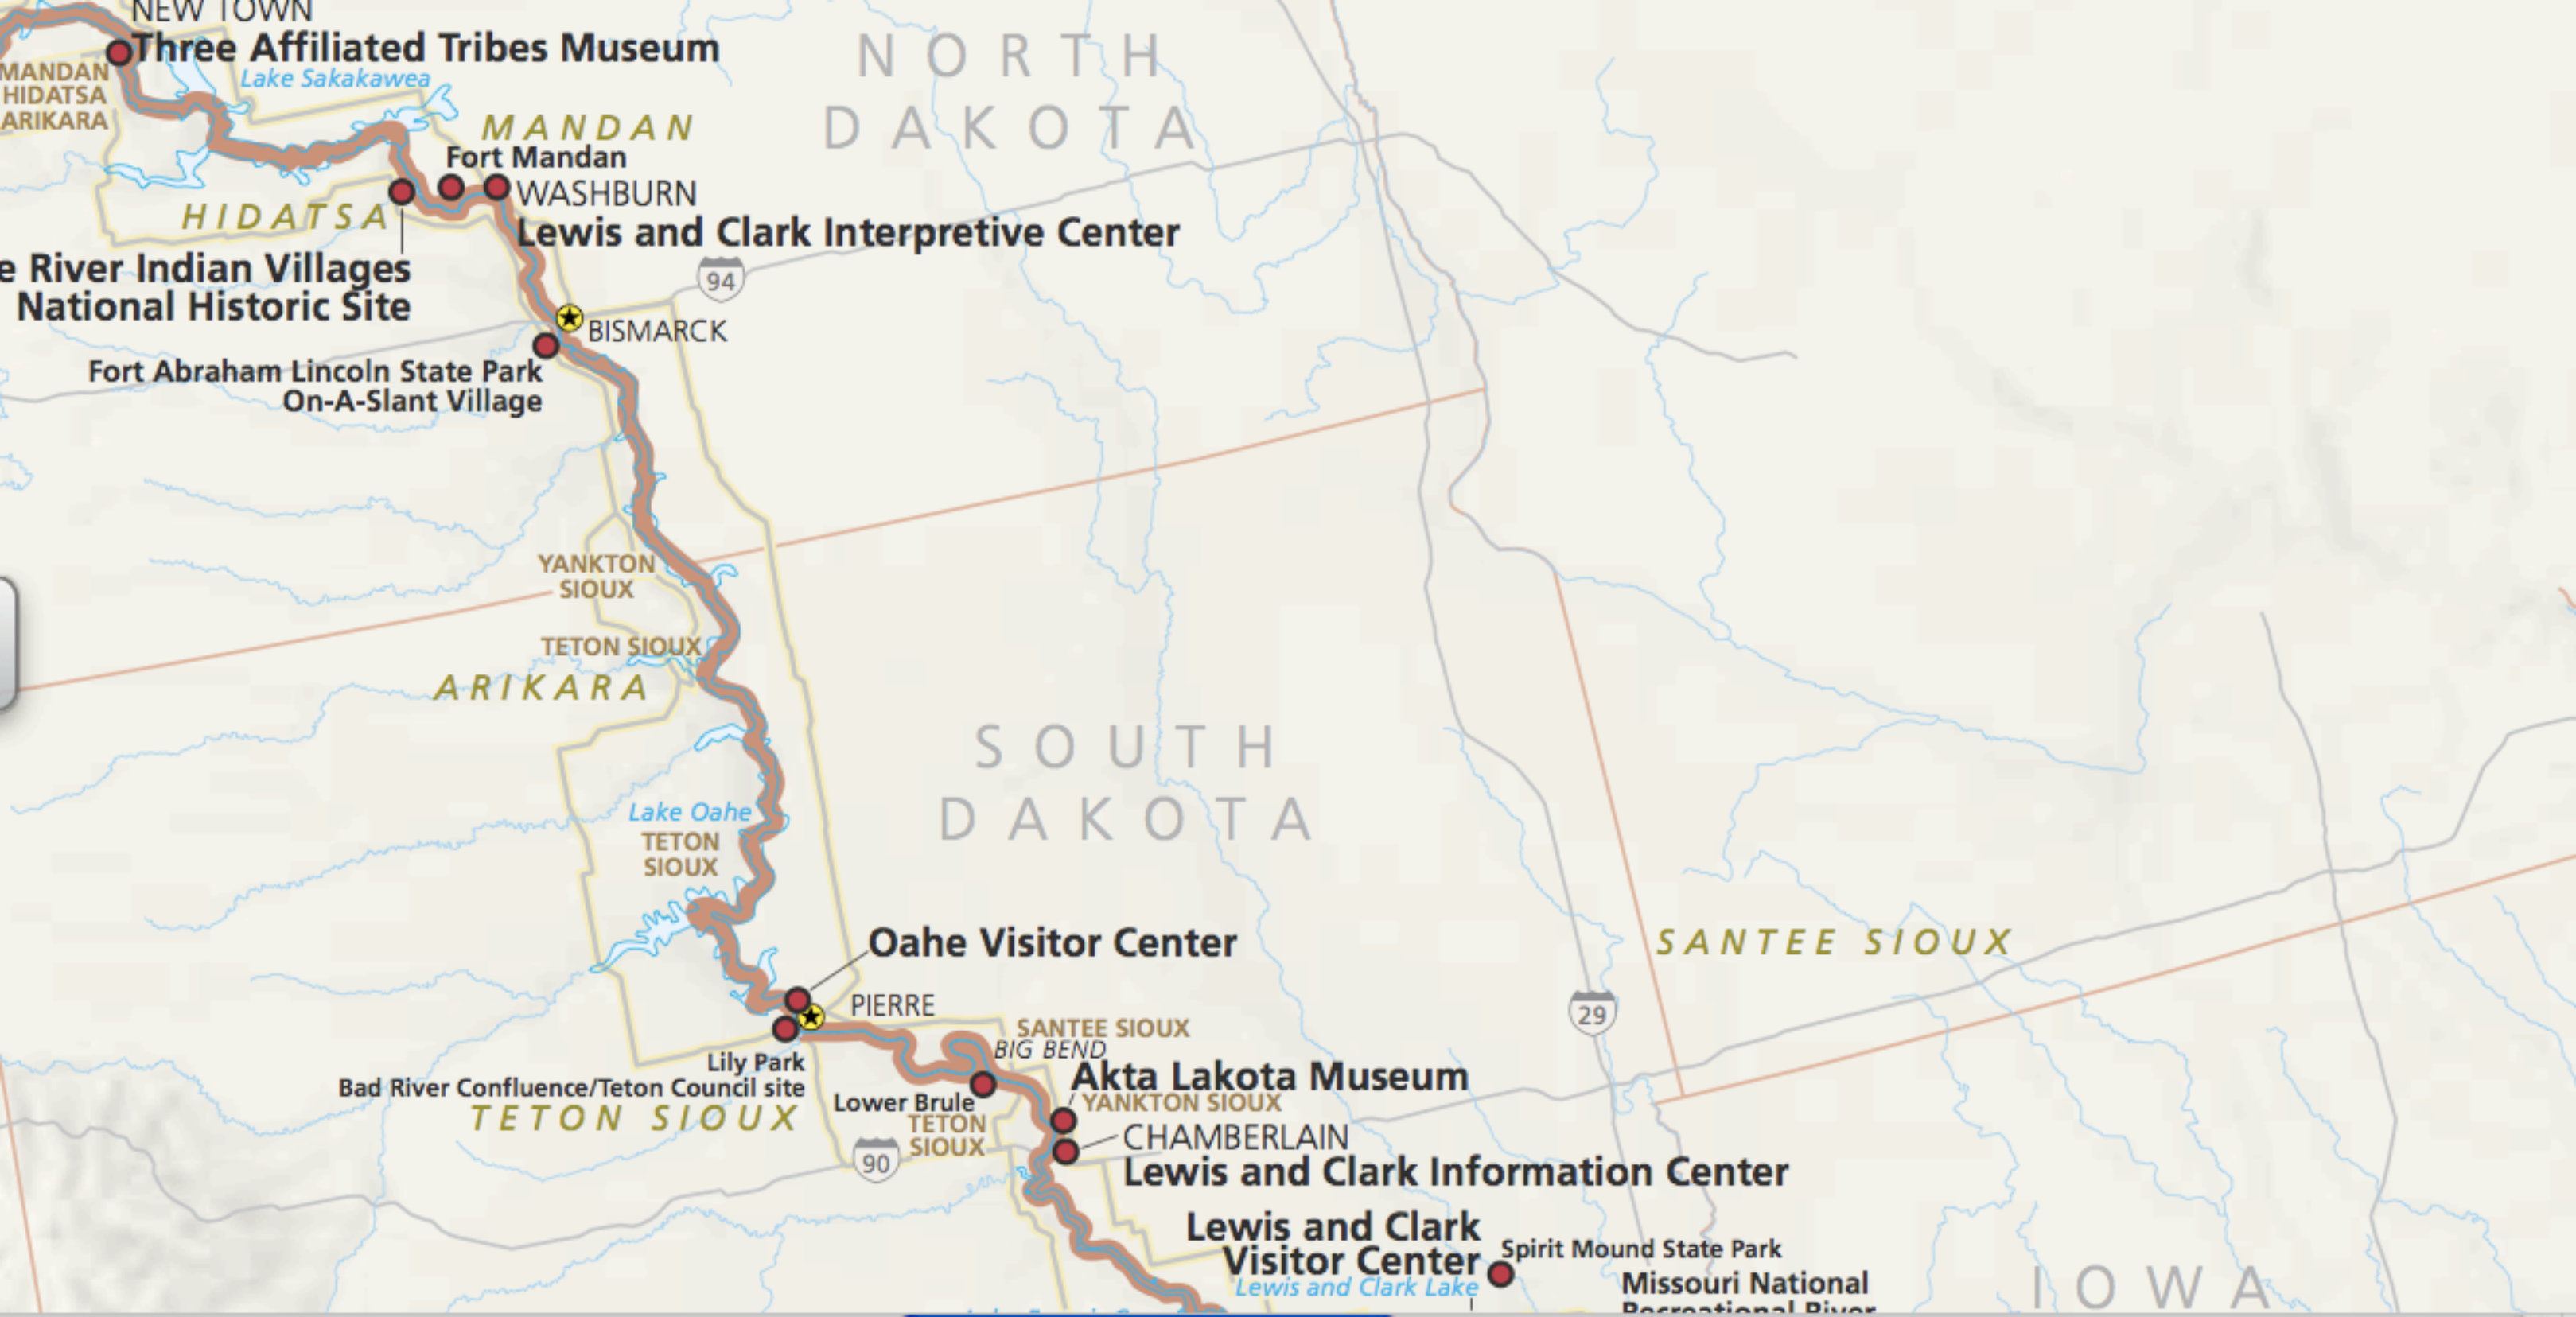 NEW TOWN
Three Affiliated Tribes Museum
MANDAN
HIDATSA
ARIKARA
Lake Sakakawea
NORTH
DAKOTA
MANDAN
Fort Mandan
WASHBURN
HIDATSA
Lewis and Clark Interpretive Center
e River Indian Villages
National Historic Site
94
BISMARCK
Fort Abraham Lincoln State Park
On-A-Slant Village
YANKTON
SIOUX
TETON SIOUX
ARIKARA
SOUTH
DAKOTA
Lake Oahe
TETON
SIOUX
Oahe Visitor Center
SANTEE SIOUX
PIERRE
29
SANTEE SIOUX
BIG BEND
Lily Park
Bad River Confluence/Teton Council site
Akta Lakota Museum
YANKTON SIOUX
Lower Brule
TETON SIOUX
TETON
SIOUX
CHAMBERLAIN
90
Lewis and Clark Information Center
Lewis and Clark
Visitor Center
Spirit Mound State Park
Lewis and Clark Lake
Missouri National
Recreational River
IOWA